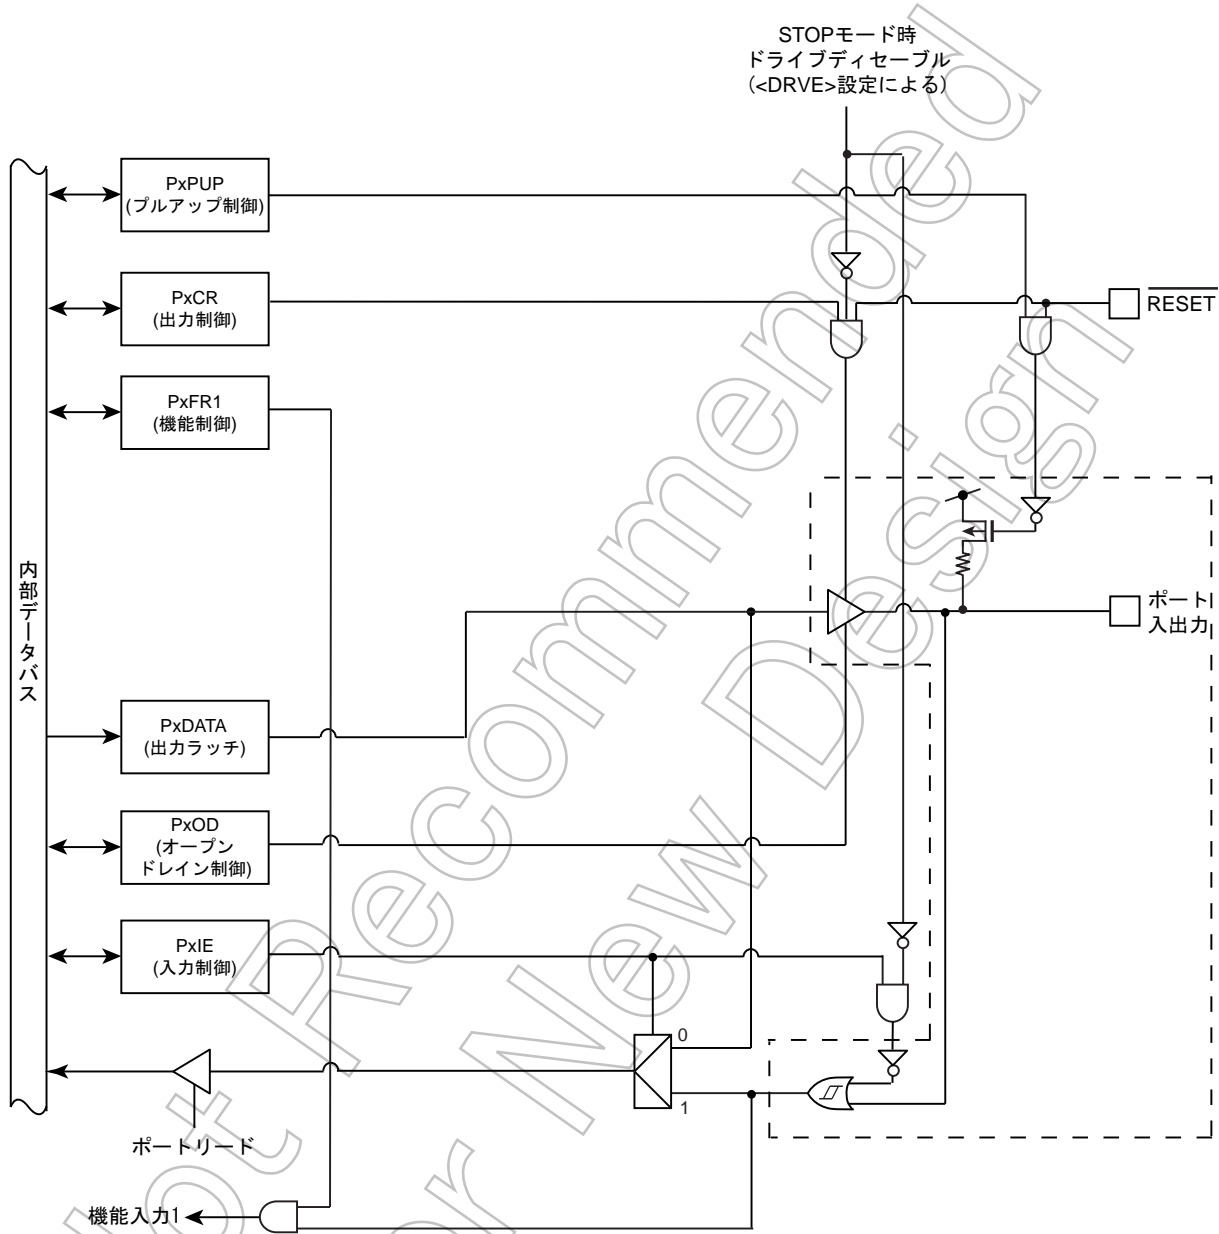 STOPモード時
ドライブディセーブル
(<DRVE>設定による)
PxPUP
(プルアップ制御)
PxCR
(出力制御)
RESET
PxFR1
(機能制御)
内部データバス
ポート
入出力
PxDATA
(出力ラッチ)
PxOD
(オープン
ドレイン制御)
PxIE
(入力制御)
0
1
ポートリード
機能入力1
Not Recommended
for New Design